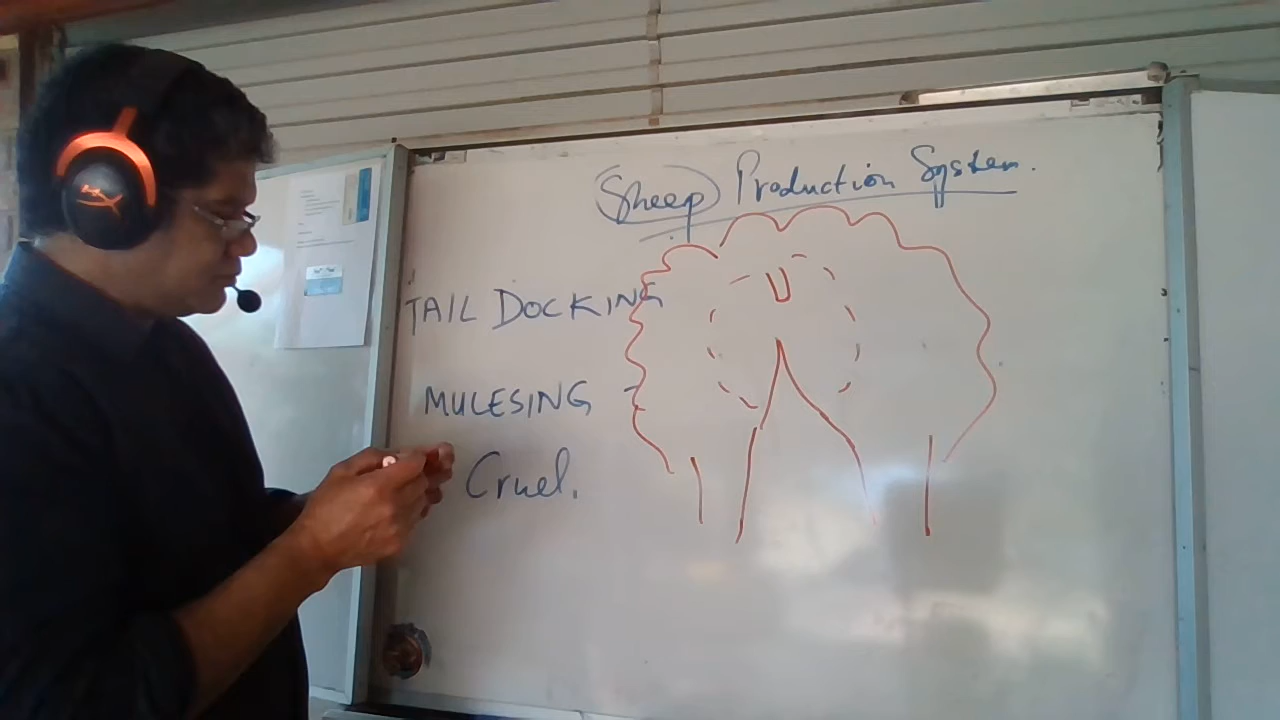 Sheep Production System.
TAIL DOCKING
MULESING -
Cruel.